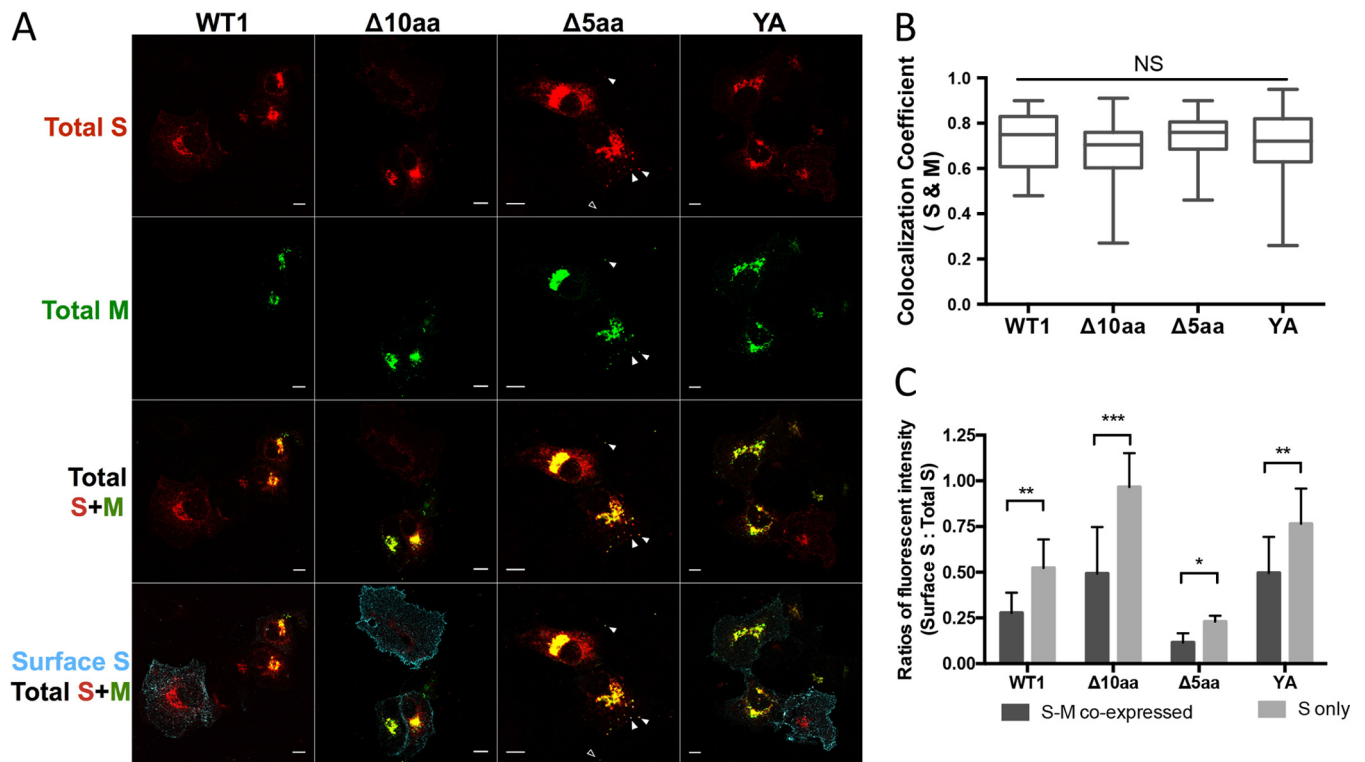 A
WT1 Δ10aa Δ5aa YA
Total S
Total M
Total
S+M
Surface S
Total S+M
B
NS
Colocalization Coefficient
( S & M)
1.0
0.8
0.6
0.4
0.2
0.0
WT1 Δ10aa Δ5aa YA
C
Ratios of fluorescent intensity
(Surface S : Total S)
1.25
1.00
0.75
0.50
0.25
0.00
** *** * **
WT1 Δ10aa Δ5aa YA
S-M co-expressed S only